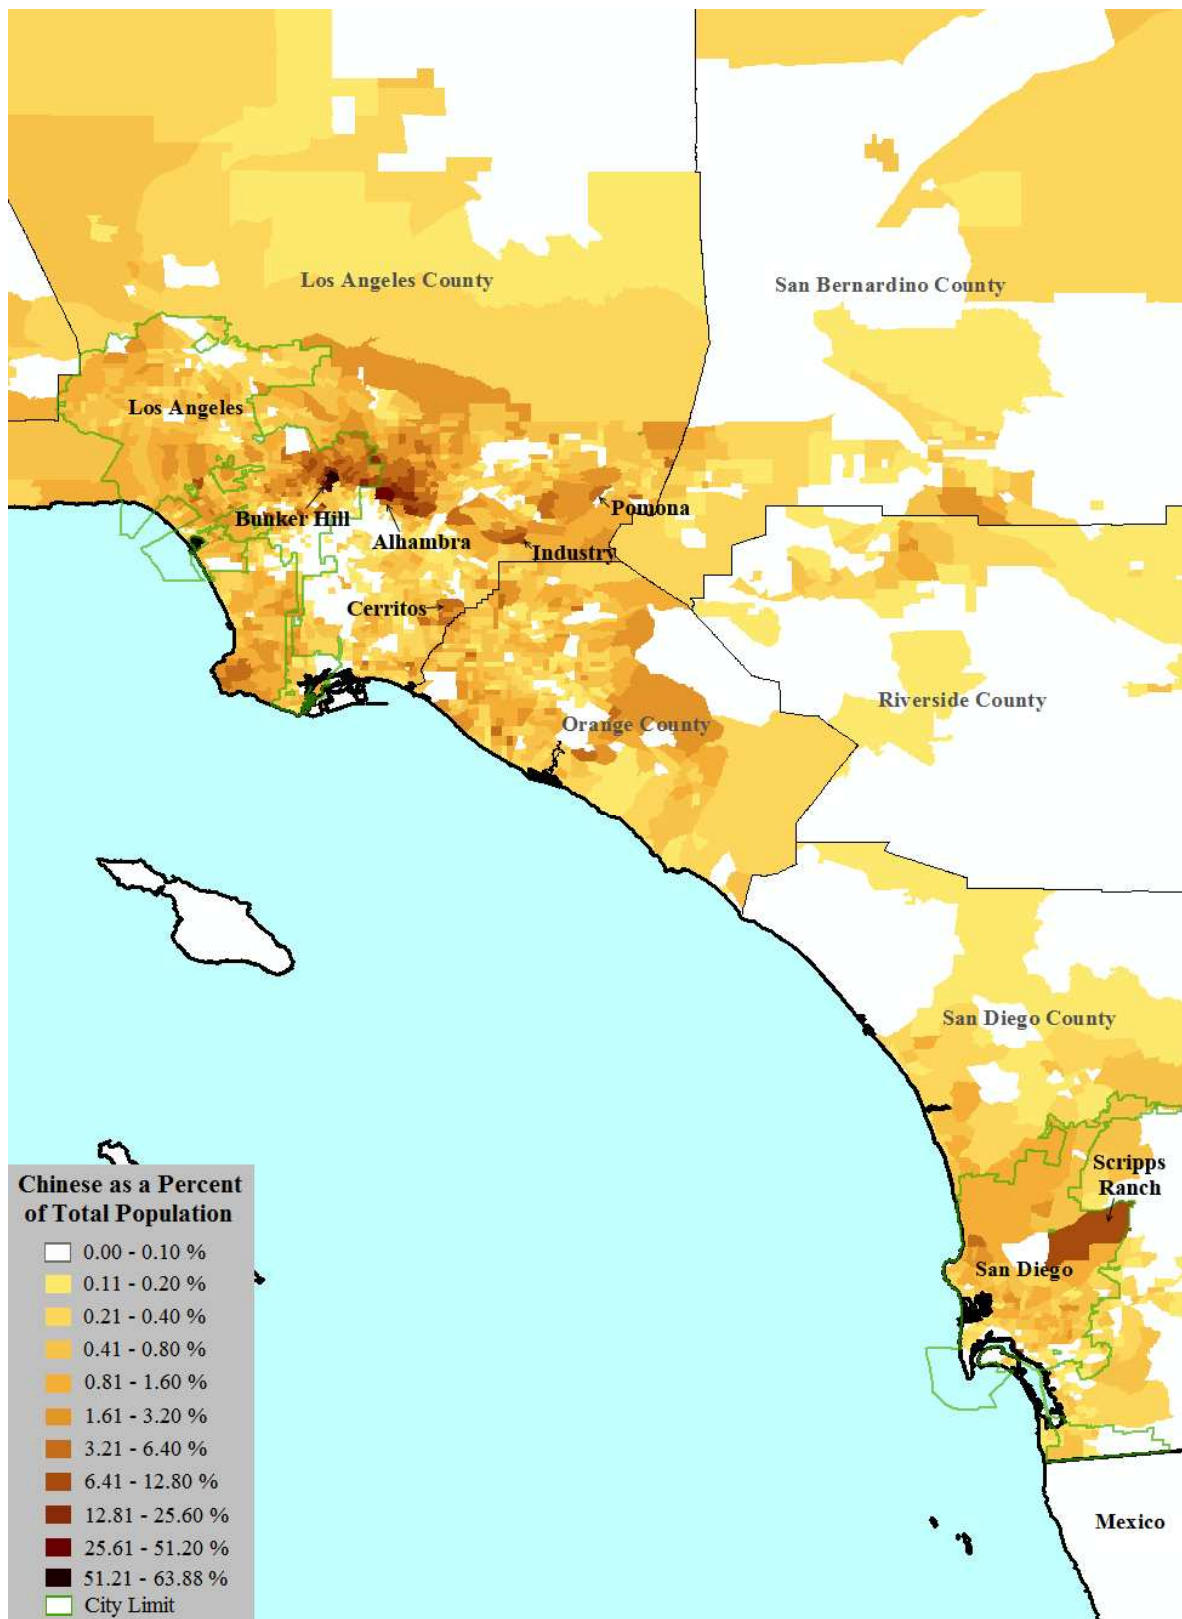 Los Angeles County
San Bernardino County
Los Angeles
Bunker Hill
Alhambra
Pomona
Industry
Cerritos
Orange County
Riverside County
San Diego County
Scripps
Ranch
San Diego
Mexico
Chinese as a Percent
of Total Population
0.00 - 0.10 %
0.11 - 0.20 %
0.21 - 0.40 %
0.41 - 0.80 %
0.81 - 1.60 %
1.61 - 3.20 %
3.21 - 6.40 %
6.41 - 12.80 %
12.81 - 25.60 %
25.61 - 51.20 %
51.21 - 63.88 %
City Limit